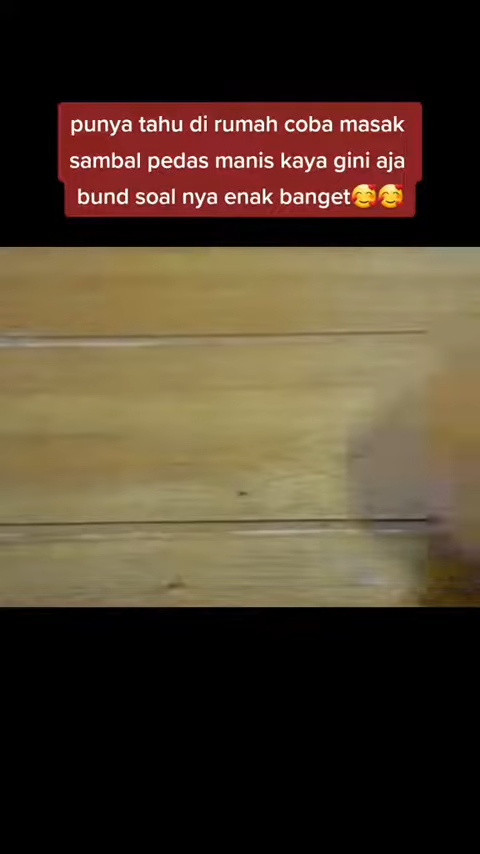 punya tahu di rumah coba masak
sambal pedas manis kaya gini aja
bund soal nya enak banget🥰🥰